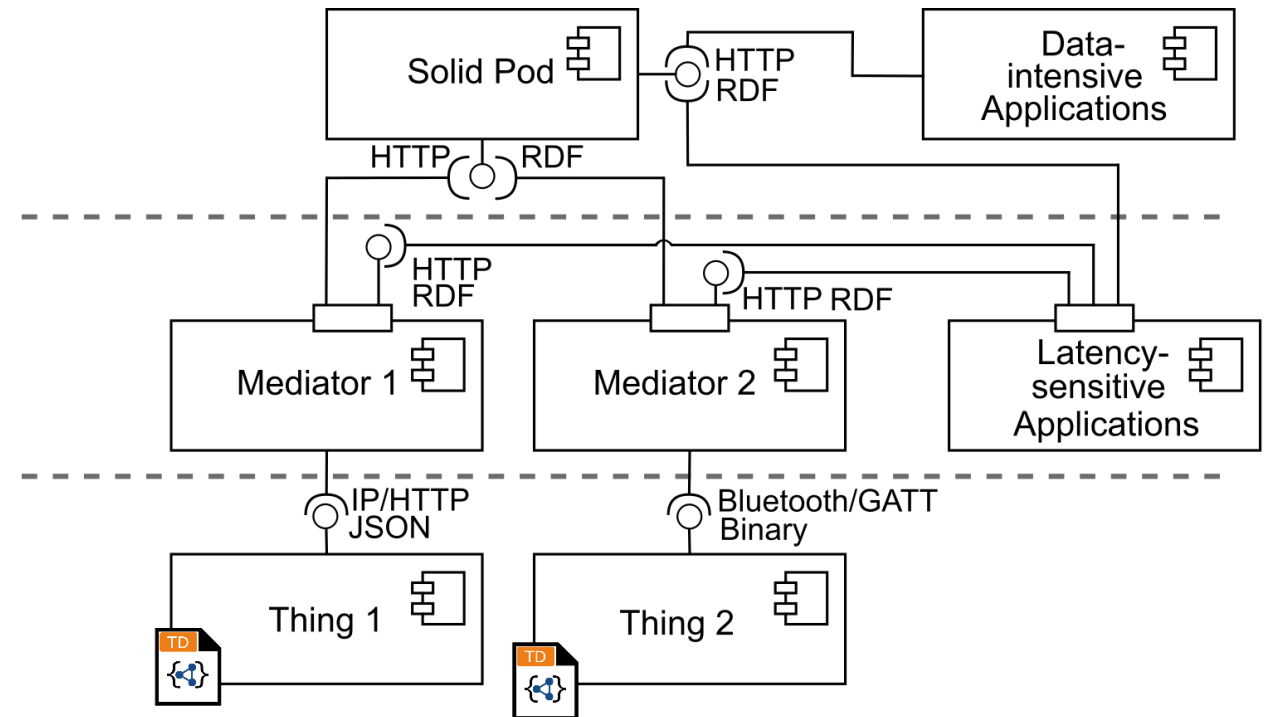 Solid Pod
HTTP
RDF
Data-
intensive
Applications
HTTP
RDF
HTTP
RDF
HTTP RDF
Mediator 1
Mediator 2
Latency-
sensitive
Applications
IP/HTTP
JSON
Bluetooth/GATT
Binary
Thing 1
Thing 2
TD
TD